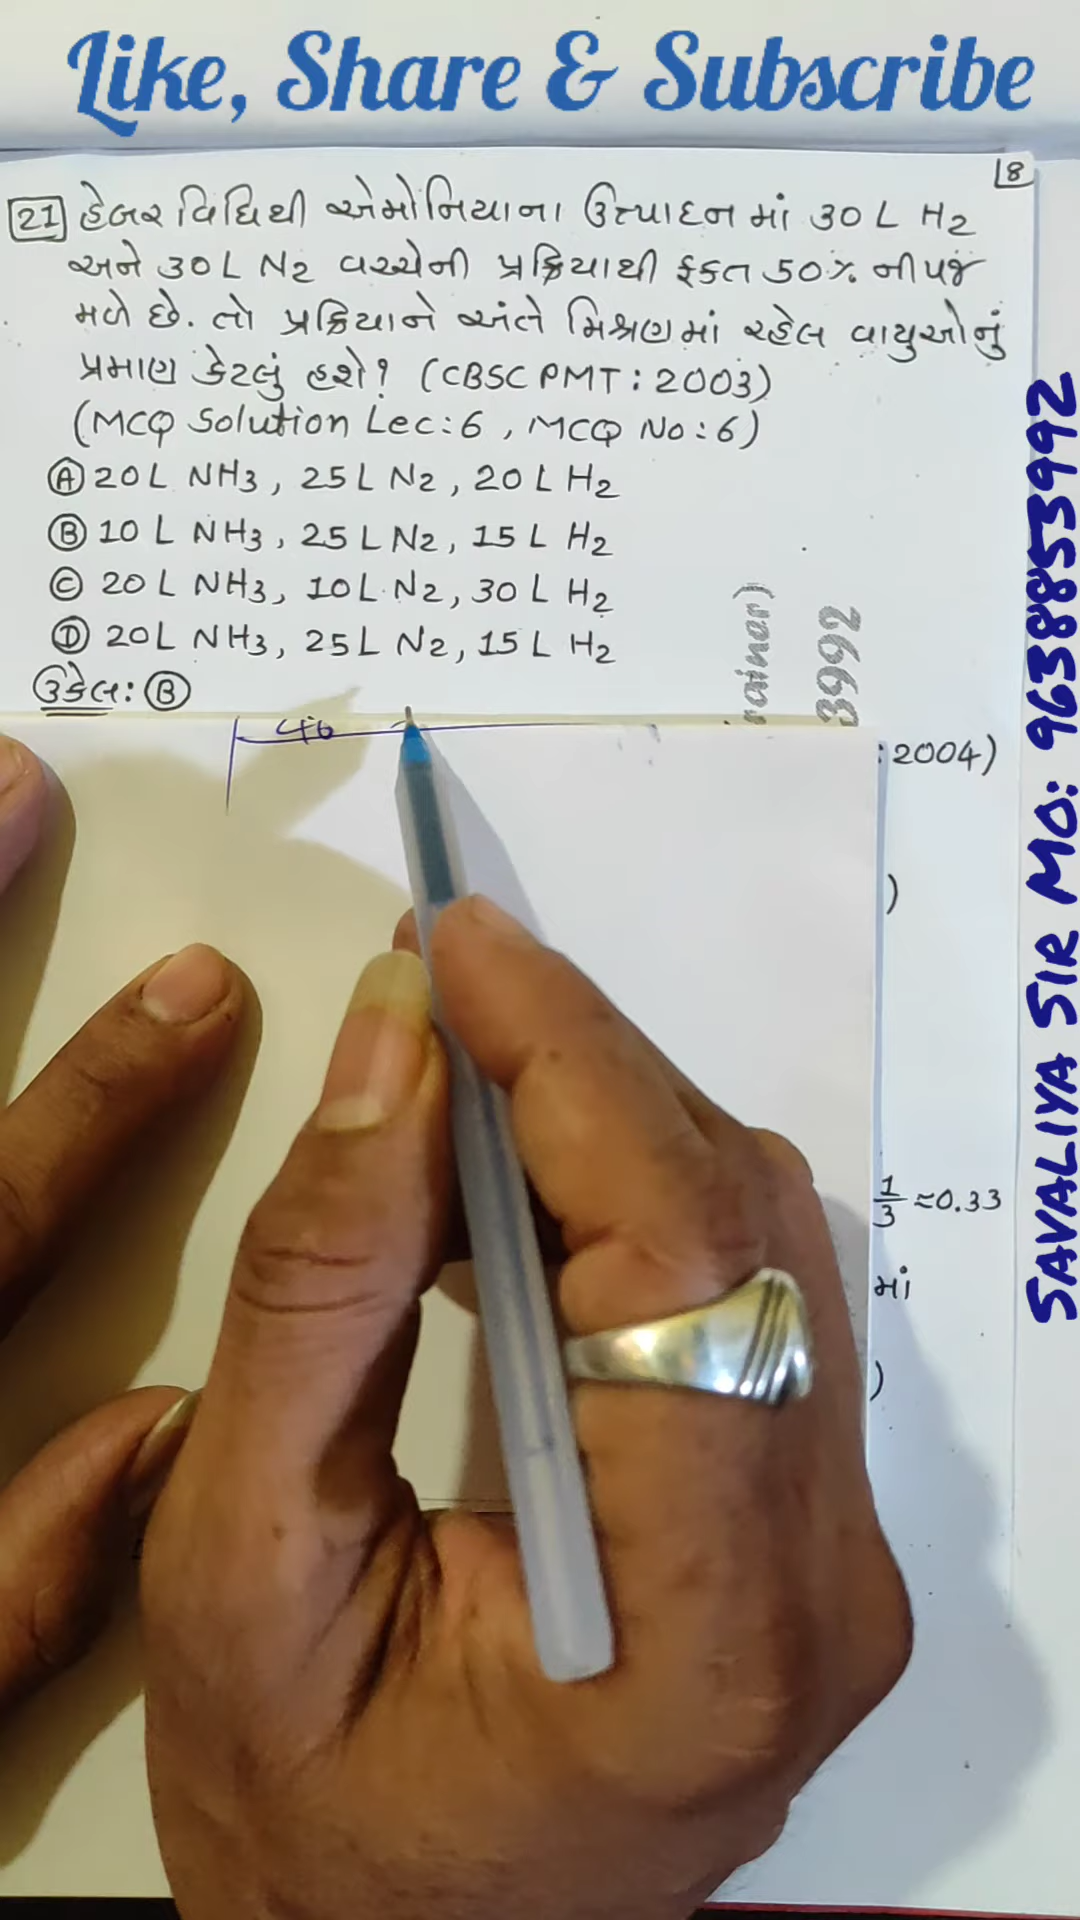 Like, Share & Subscribe
8
21 હેબર વિધિથી એમોનિયાના ઉત્પાદન માં 30 L H2
અને 30 L N2 વચ્ચેની પ્રક્રિયાથી ફકત 50% નીપજ
મળે છે. તો પ્રક્રિયાને અંતે મિશ્રણમાં રહેલ વાયુઓનું
પ્રમાણ કેટલું હશે? (CBSC PMT : 2003)
(MCQ Solution Lec:6 , MCQ No : 6)
A 20 L NH3, 25 L N2, 20 L H2
B 10 L NH3, 25 L N2, 15 L H2
C 20 L NH3, 10 L N2, 30 L H2
D 20 L NH3, 25 L N2, 15 L H2
ઉકેલ: B
rainer)
3992
: 2004)
)
1/3 ≈0.33
માં
)
SAVALIYA SIR MO: 9638853992